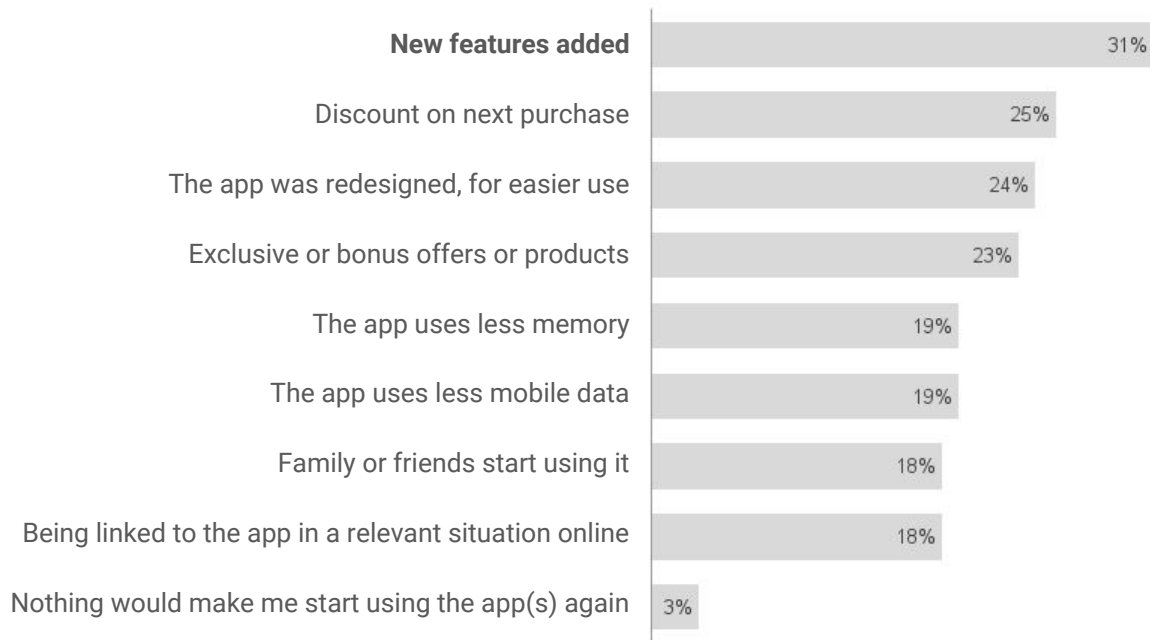 New features added 31%
Discount on next purchase 25%
The app was redesigned, for easier use 24%
Exclusive or bonus offers or products 23%
The app uses less memory 19%
The app uses less mobile data 19%
Family or friends start using it 18%
Being linked to the app in a relevant situation online 18%
Nothing would make me start using the app(s) again 3%